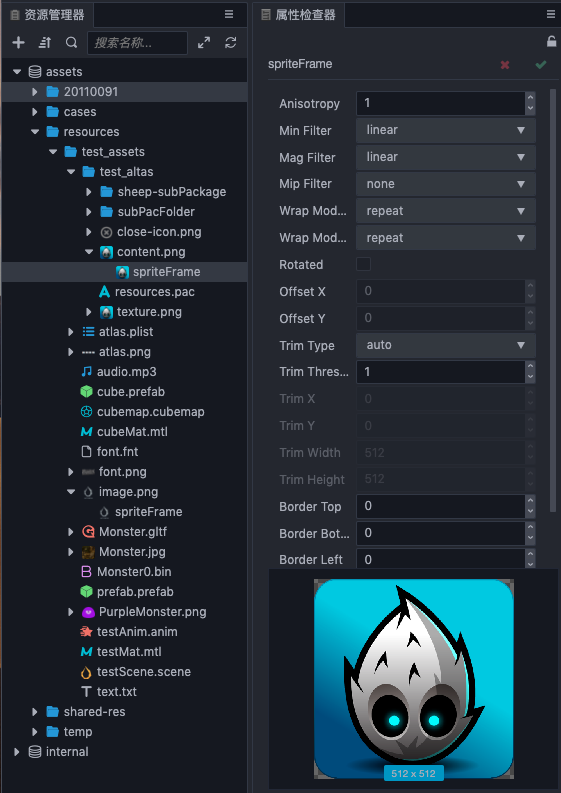 资源管理器
搜索名称...
assets
20110091
cases
resources
test_assets
test_altas
sheep-subPackage
subPacFolder
close-icon.png
content.png
spriteFrame
resources.pac
texture.png
atlas.plist
atlas.png
audio.mp3
cube.prefab
cubemap.cubemap
cubeMat.mtl
font.fnt
font.png
image.png
spriteFrame
Monster.gltf
Monster.jpg
Monster0.bin
prefab.prefab
PurpleMonster.png
testAnim.anim
testMat.mtl
testScene.scene
text.txt
shared-res
temp
internal
属性检查器
spriteFrame
Anisotropy 1
Min Filter linear
Mag Filter linear
Mip Filter none
Wrap Mod... repeat
Wrap Mod... repeat
Rotated
Offset X 0
Offset Y 0
Trim Type auto
Trim Thres... 1
Trim X 0
Trim Y 0
Trim Width 512
Trim Height 512
Border Top 0
Border Bot... 0
Border Left 0
512 x 512